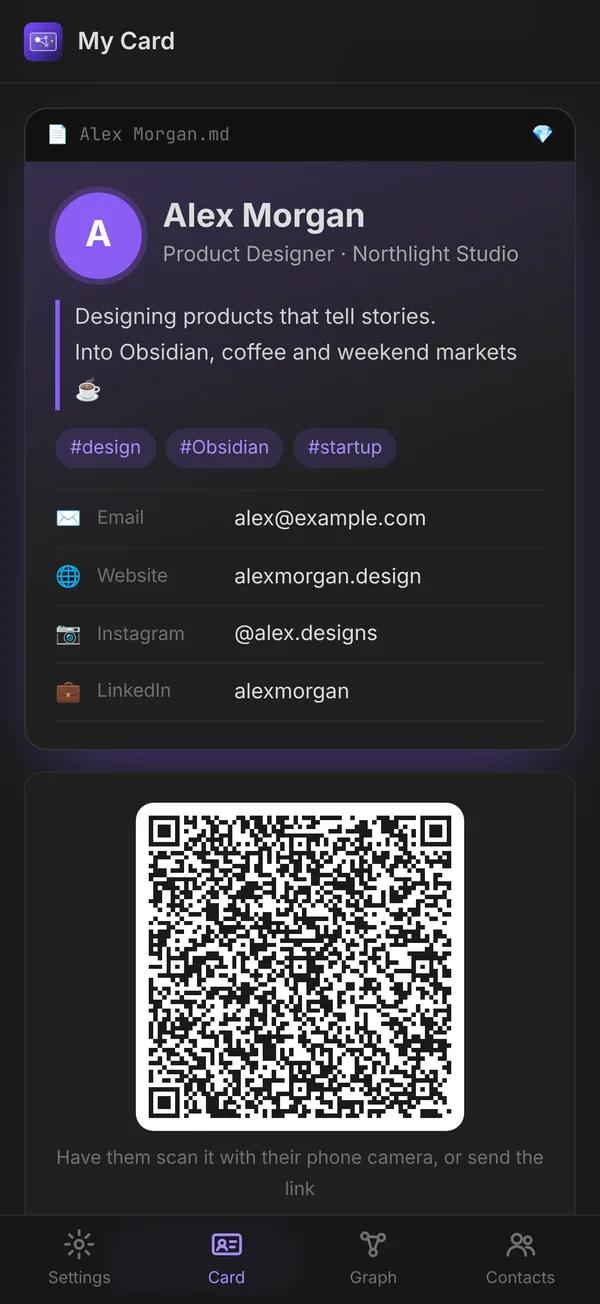 My Card
Alex Morgan.md
A
Alex Morgan
Product Designer · Northlight Studio
Designing products that tell stories.
Into Obsidian, coffee and weekend markets
☕
#design #Obsidian #startup
Email alex@example.com
Website alexmorgan.design
Instagram @alex.designs
LinkedIn alexmorgan
Have them scan it with their phone camera, or send the
link
Settings Card Graph Contacts